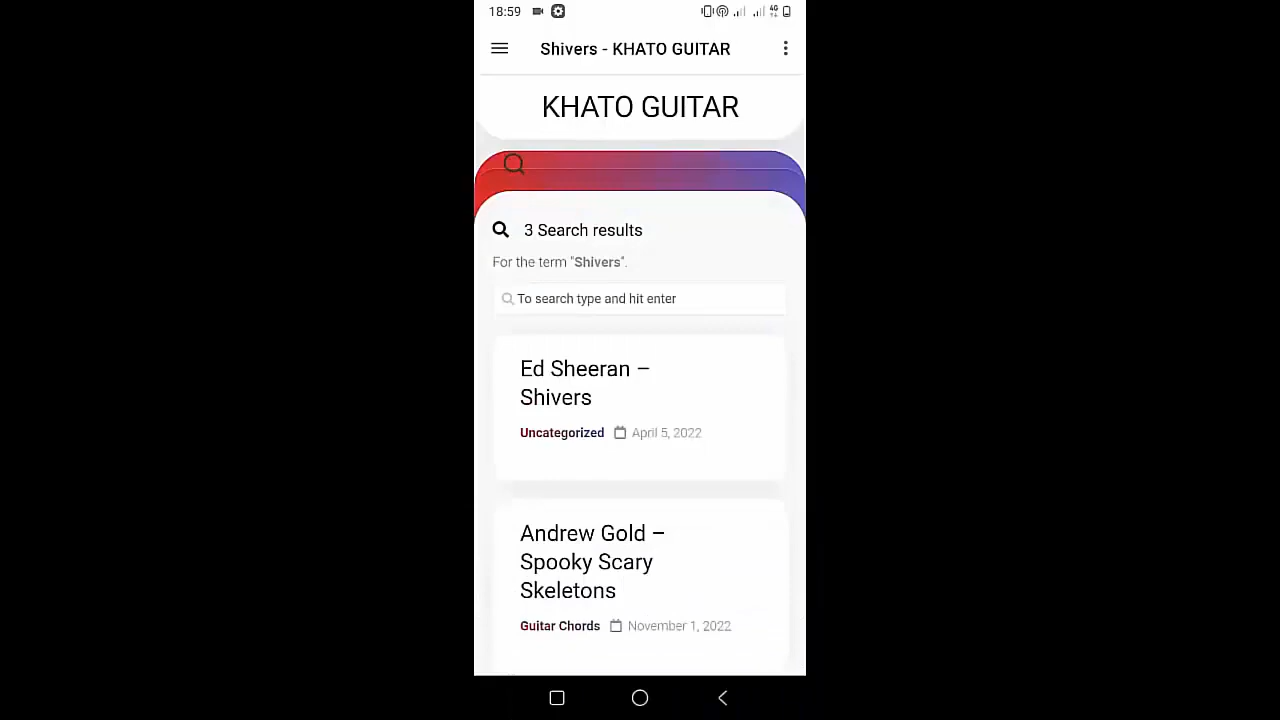 18:59
4G
Shivers - KHATO GUITAR
KHATO GUITAR
3 Search results
For the term "Shivers".
To search type and hit enter
Ed Sheeran –
Shivers
Uncategorized April 5, 2022
Andrew Gold –
Spooky Scary
Skeletons
Guitar Chords November 1, 2022